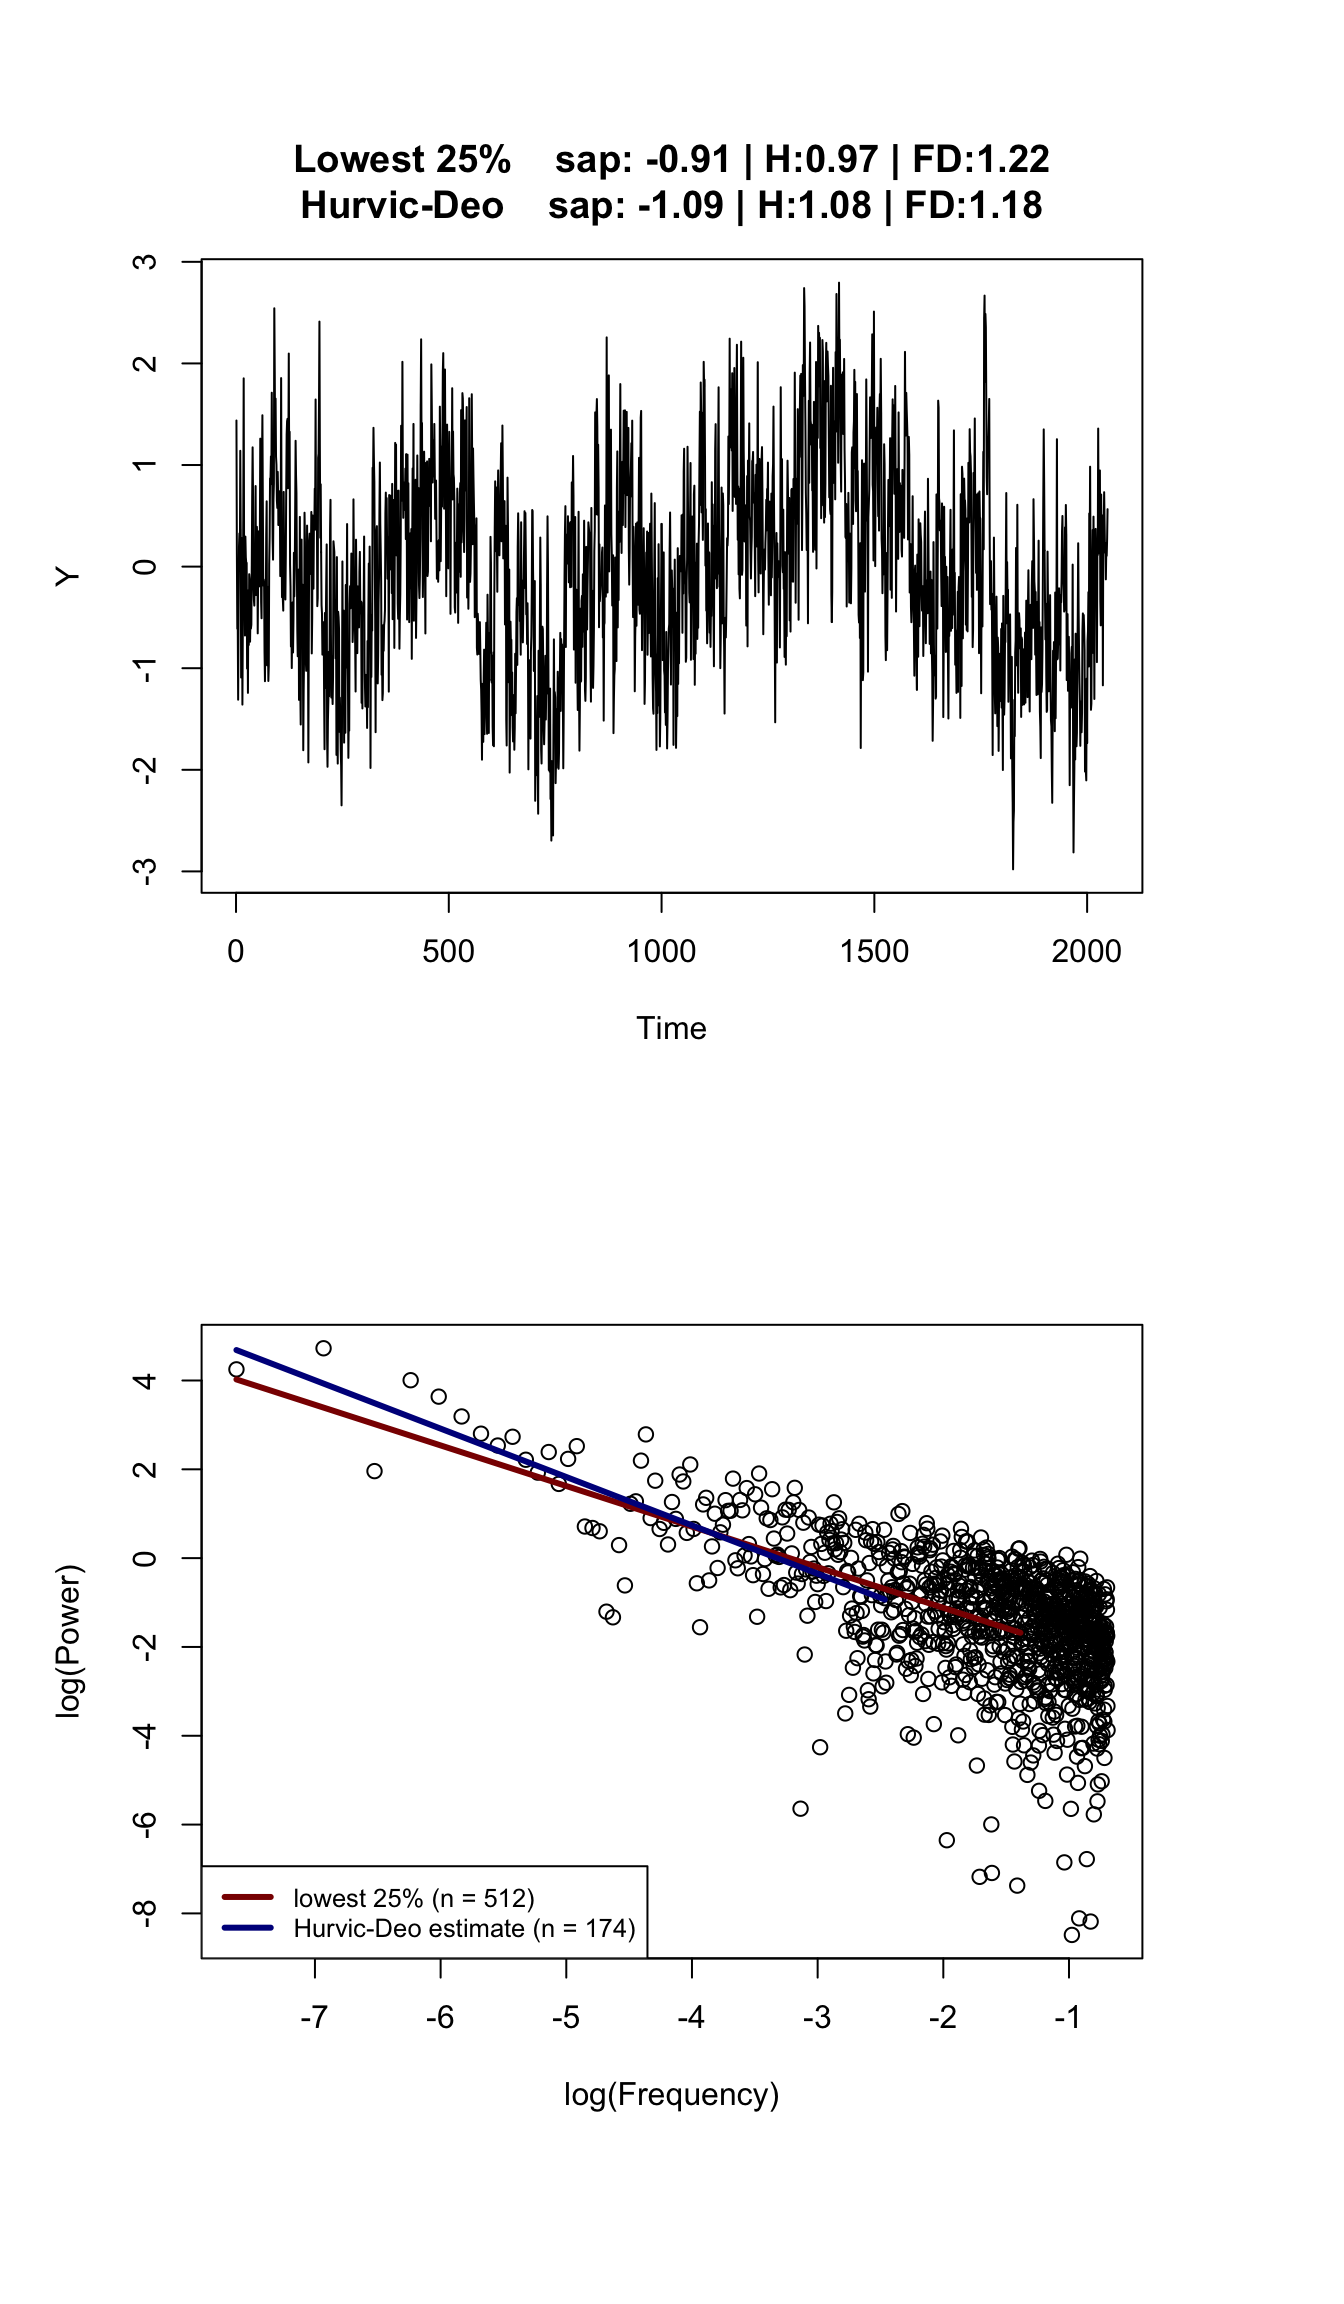 Lowest 25%    sap: -0.91 | H:0.97 | FD:1.22
Hurvic-Deo    sap: -1.09 | H:1.08 | FD:1.18
3
2
1
0
-1
-2
-3
Y
0 500 1000 1500 2000
Time
4
2
0
-2
-4
-6
-8
log(Power)
lowest 25% (n = 512)
Hurvic-Deo estimate (n = 174)
-7 -6 -5 -4 -3 -2 -1
log(Frequency)